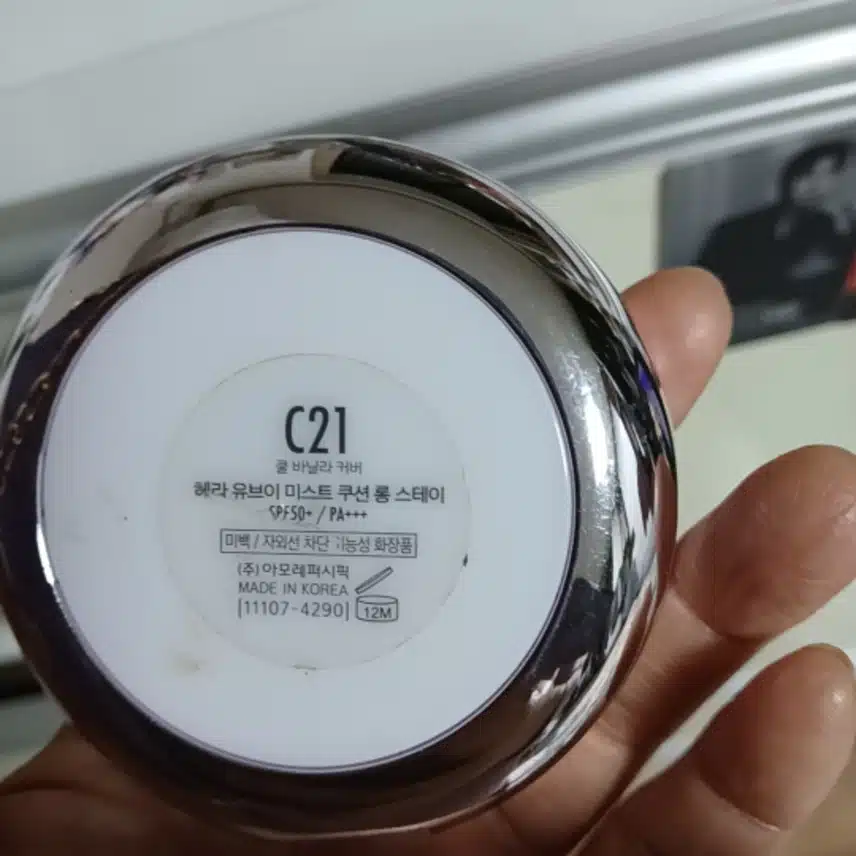 C21
쿨 바닐라 커버
헤라 유브이 미스트 쿠션 롱 스테이
SPF50+ / PA+++
미백 / 자외선 차단 기능성 화장품
(주)아모레퍼시픽
MADE IN KOREA
[11107-4290]
12M